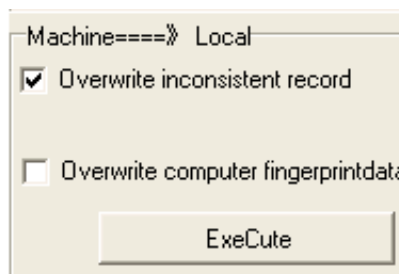 Machine====》 Local
Overwrite inconsistent record
Overwrite computer fingerprintdata
ExeCute